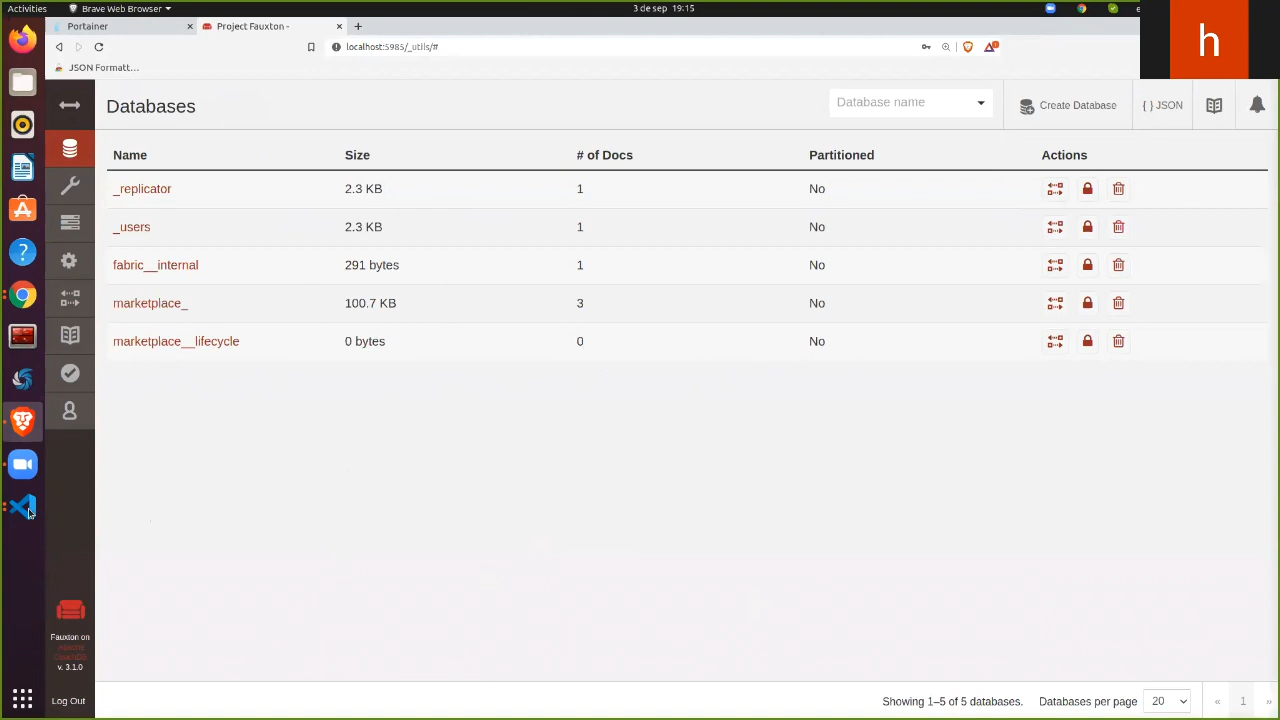 Activities
Brave Web Browser
3 de sep 19:15
Portainer
Project Fauxton -
localhost:5985/_utils/#
JSON Formatt...
h
Databases
Database name
Create Database
{ } JSON
Name Size # of Docs Partitioned Actions
_replicator 2.3 KB 1 No
_users 2.3 KB 1 No
fabric__internal 291 bytes 1 No
marketplace_ 100.7 KB 3 No
marketplace__lifecycle 0 bytes 0 No
Fauxton on
Apache
CouchDB
v. 3.1.0
Log Out
Showing 1–5 of 5 databases.
Databases per page
20
« 1 »